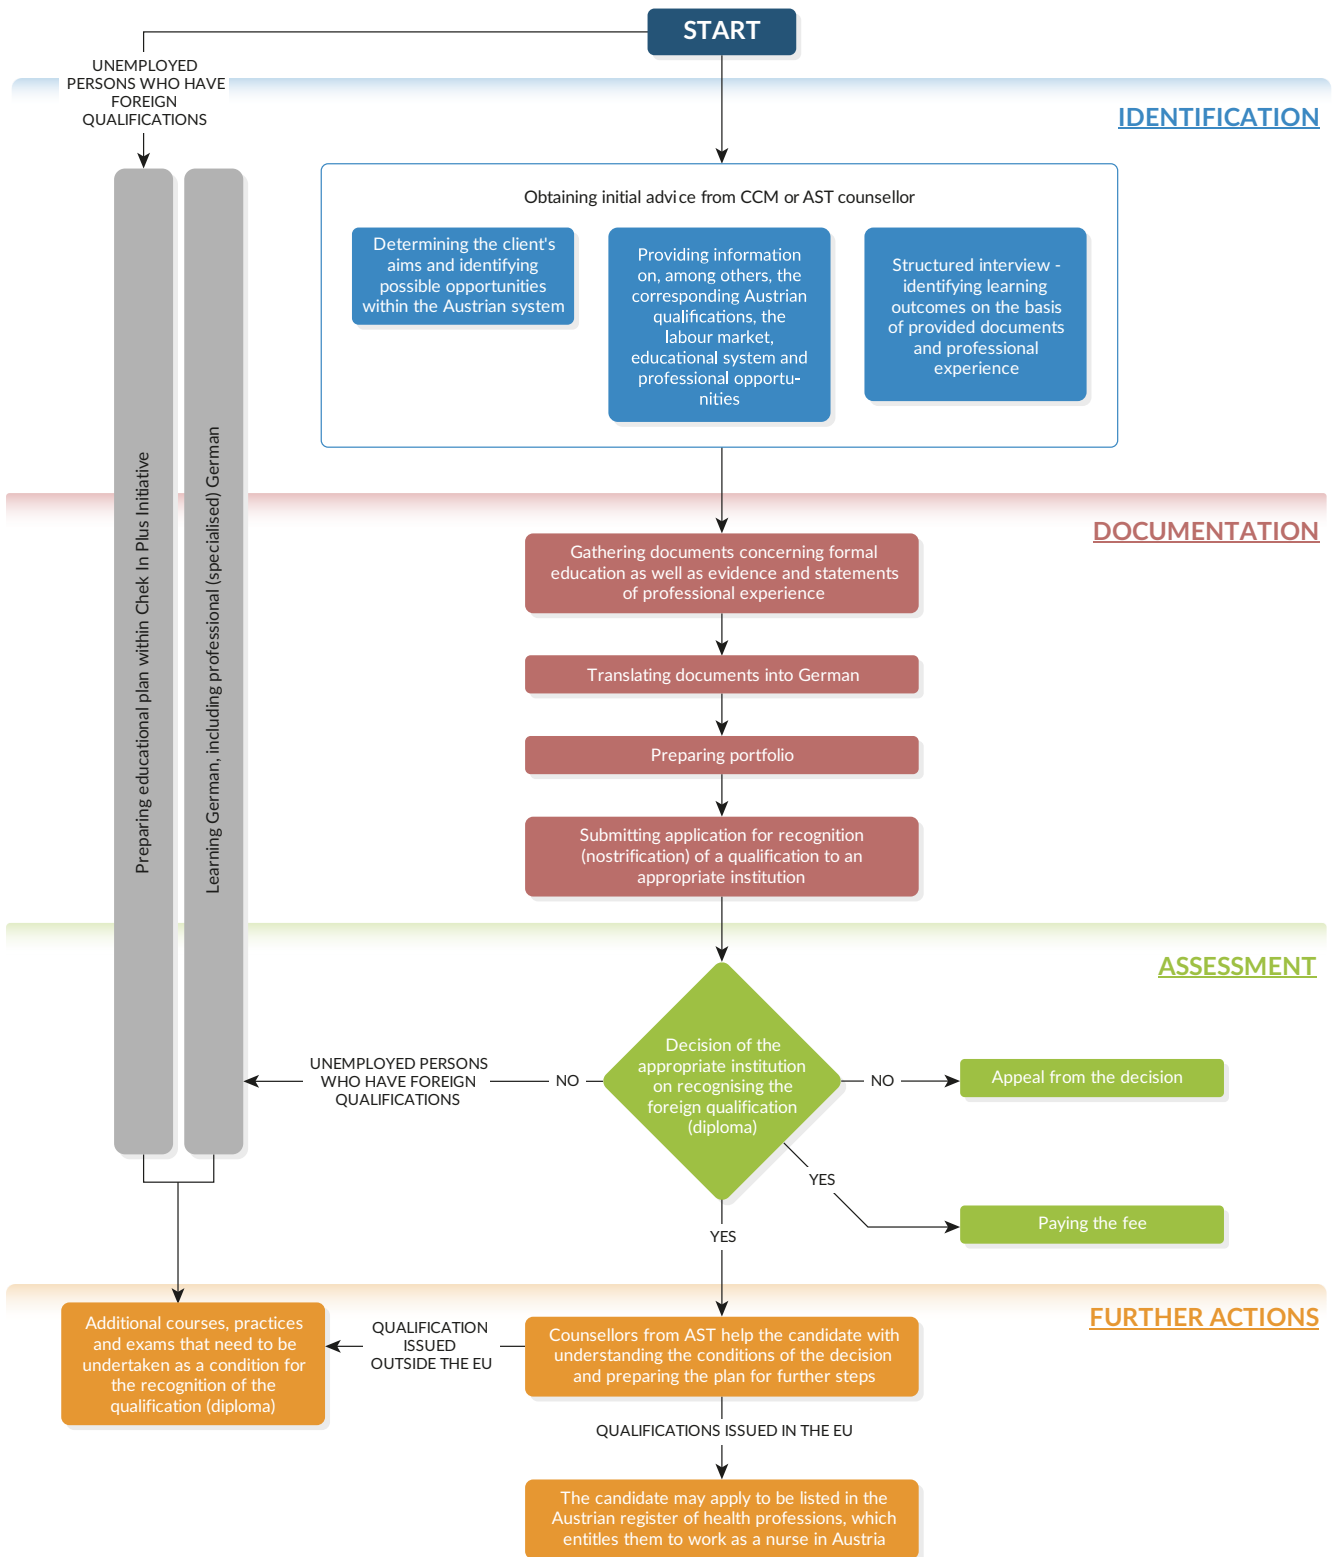 START
UNEMPLOYED
PERSONS WHO HAVE
FOREIGN
QUALIFICATIONS
IDENTIFICATION
Obtaining initial advice from CCM or AST counsellor
Determining the client's
aims and identifying
possible opportunities
within the Austrian system
Providing information
on, among others, the
corresponding Austrian
qualifications, the
labour market,
educational system and
professional opportu-
nities
Structured interview -
identifying learning
outcomes on the basis
of provided documents
and professional
experience
Preparing educational plan within Chek In Plus Initiative
Learning German, including professional (specialised) German
DOCUMENTATION
Gathering documents concerning formal
education as well as evidence and statements
of professional experience
Translating documents into German
Preparing portfolio
Submitting application for recognition
(nostrification) of a qualification to an
appropriate institution
ASSESSMENT
Decision of the
appropriate institution
on recognising the
foreign qualification
(diploma)
UNEMPLOYED PERSONS
WHO HAVE FOREIGN
QUALIFICATIONS
NO
NO
Appeal from the decision
YES
Paying the fee
YES
FURTHER ACTIONS
Additional courses, practices
and exams that need to be
undertaken as a condition for
the recognition of the
qualification (diploma)
QUALIFICATION
ISSUED
OUTSIDE THE EU
Counsellors from AST help the candidate with
understanding the conditions of the decision
and preparing the plan for further steps
QUALIFICATIONS ISSUED IN THE EU
The candidate may apply to be listed in the
Austrian register of health professions, which
entitles them to work as a nurse in Austria